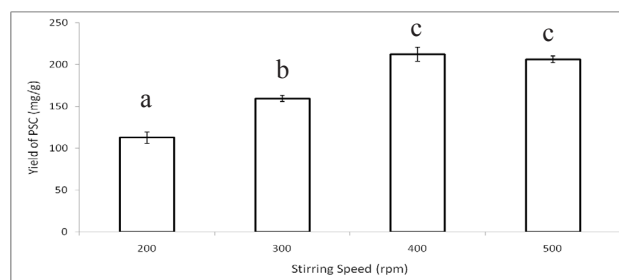 250
200
150
100
50
0
Yield of PSC (mg/g)
a
b
c
c
200 300 400 500
Stirring Speed (rpm)